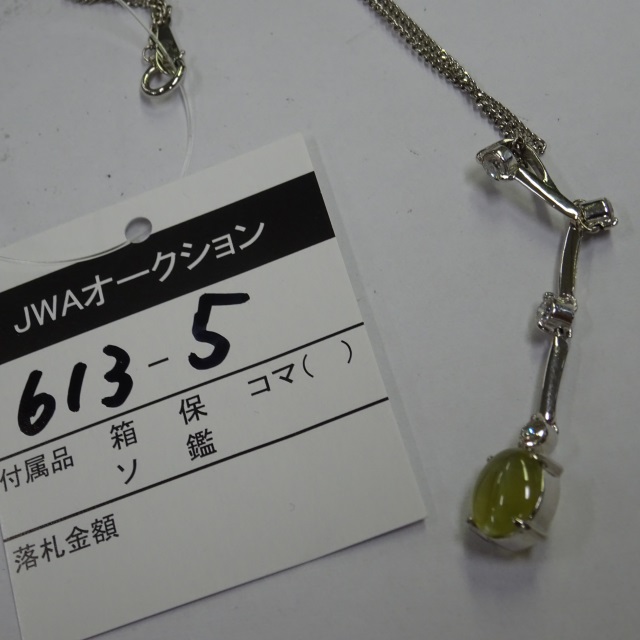 JWAオークション
613-5
付属品 箱 保 コマ( )
ソ 鑑
落札金額